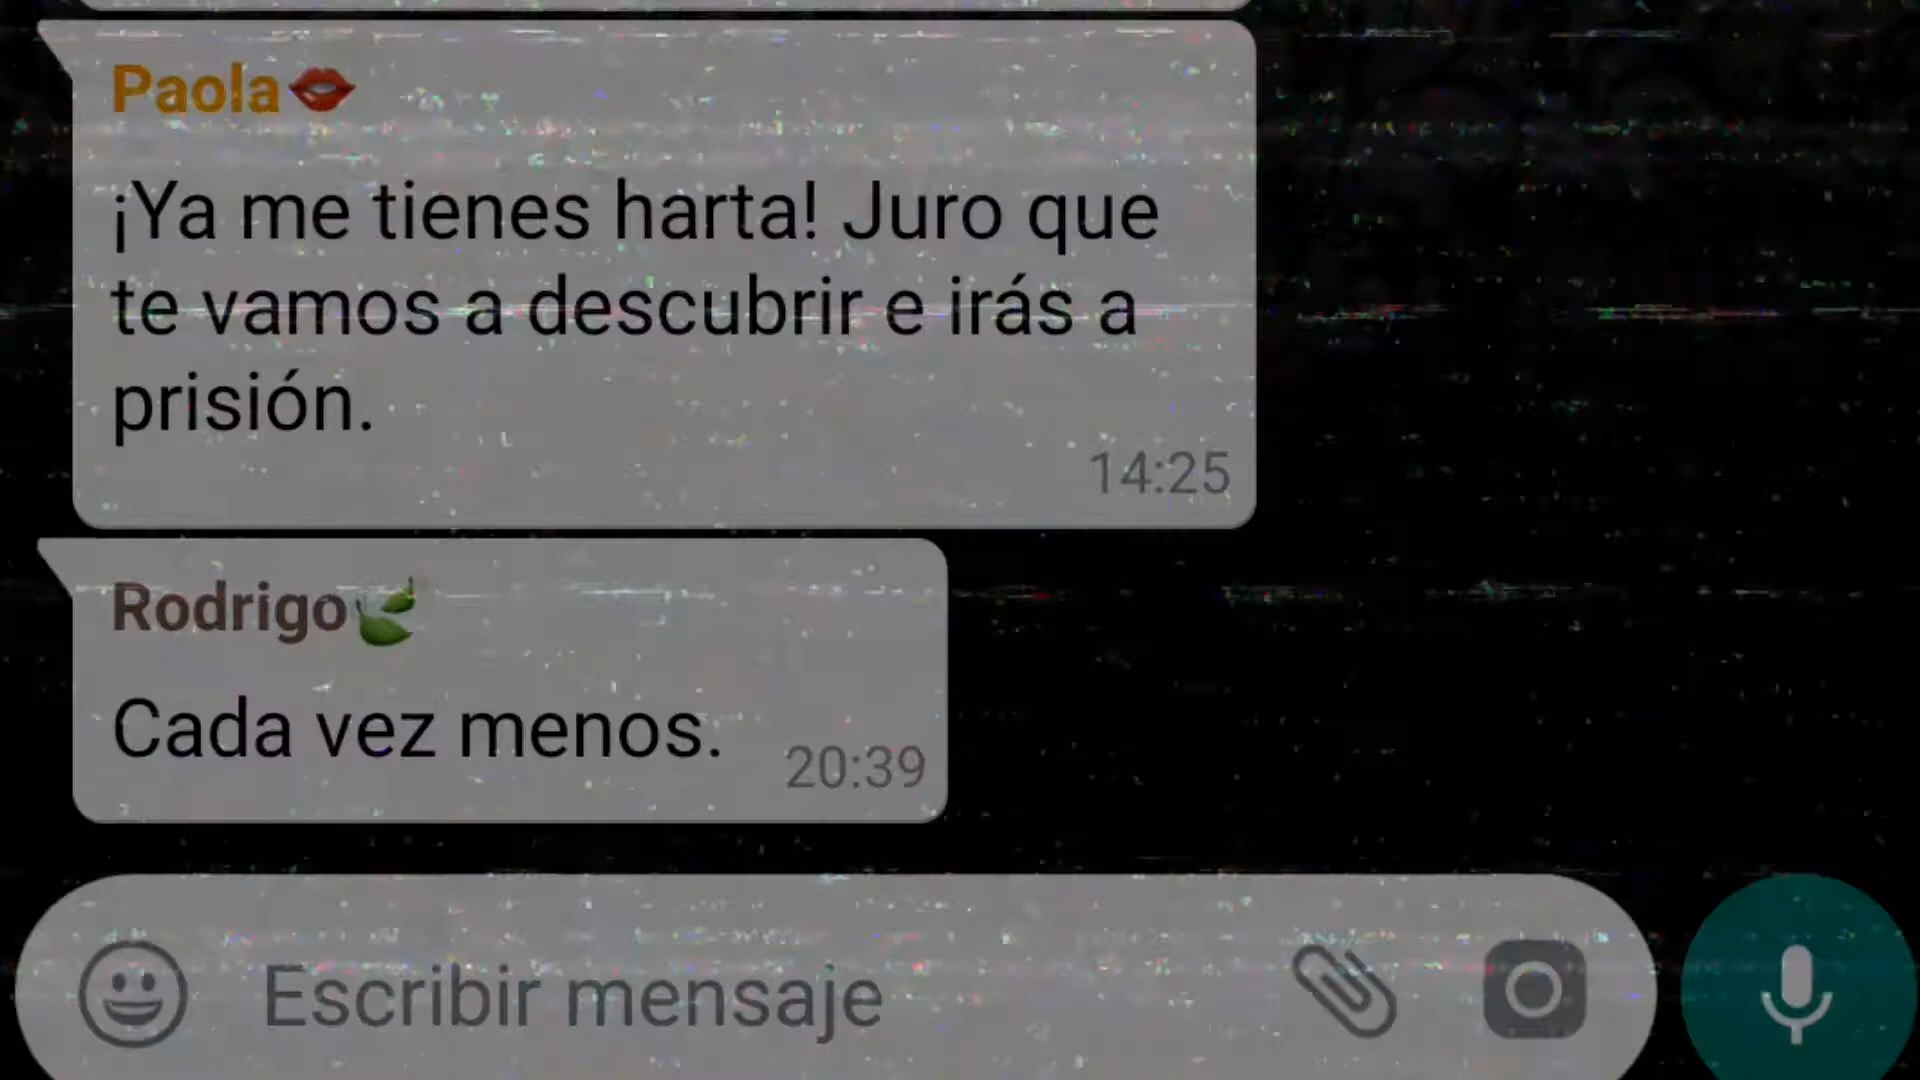 Paola
¡Ya me tienes harta! Juro que
te vamos a descubrir e irás a
prisión.
14:25
Rodrigo
Cada vez menos.
20:39
Escribir mensaje